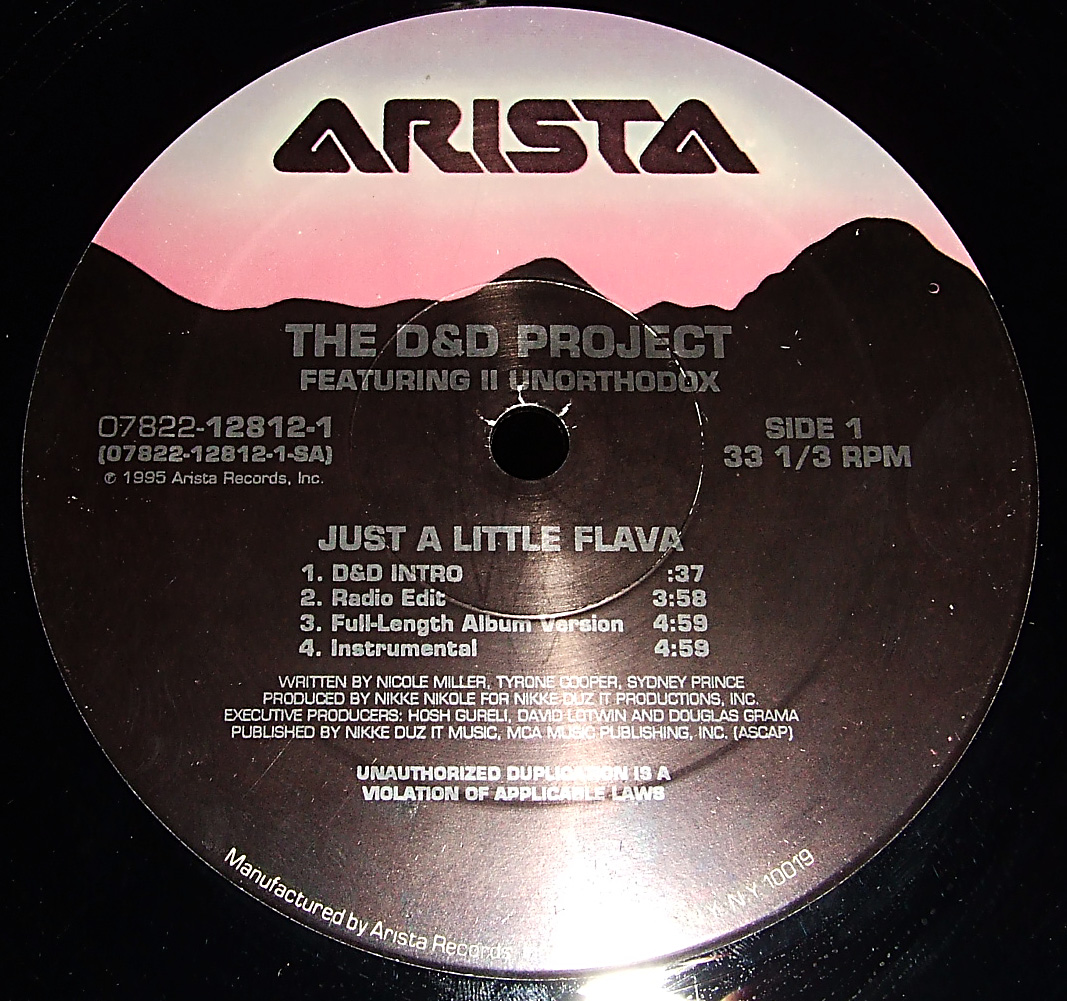 ARISTA
THE D&D PROJECT
FEATURING II UNORTHODOX
07822-12812-1
(07822-12812-1-SA)
℗ 1995 Arista Records, Inc.
SIDE 1
33 1/3 RPM
JUST A LITTLE FLAVA
1. D&D INTRO :37
2. Radio Edit 3:58
3. Full-Length Album Version 4:59
4. Instrumental 4:59
WRITTEN BY NICOLE MILLER, TYRONE COOPER, SYDNEY PRINCE
PRODUCED BY NIKKE NIKOLE FOR NIKKE DUZ IT PRODUCTIONS, INC.
EXECUTIVE PRODUCERS: HOSH GURELI, DAVID LOTWIN AND DOUGLAS GRAMA
PUBLISHED BY NIKKE DUZ IT MUSIC, MCA MUSIC PUBLISHING, INC. (ASCAP)
UNAUTHORIZED DUPLICATION IS A
VIOLATION OF APPLICABLE LAWS
Manufactured by Arista Records N.Y. 10019